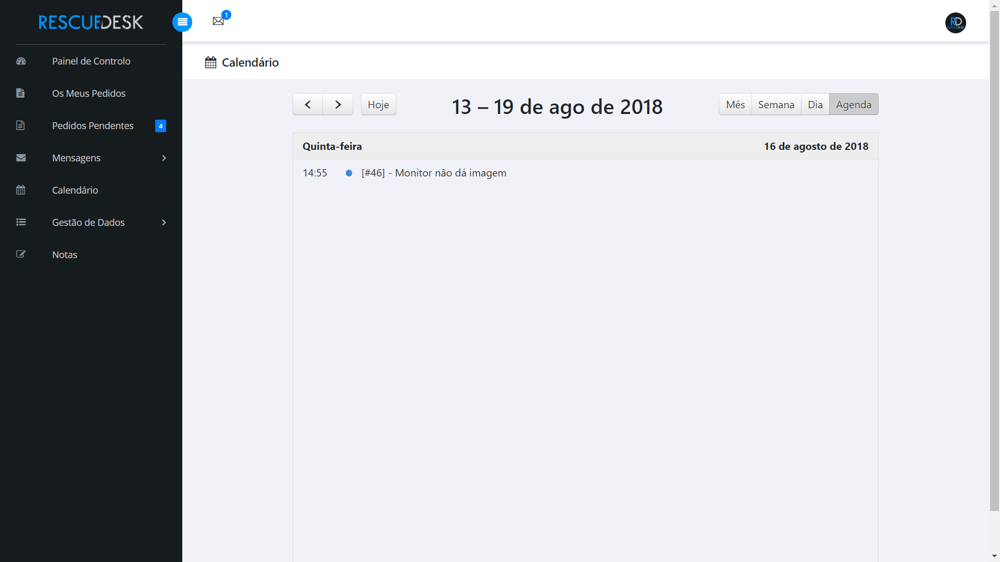 RESCUEDESK
1
RD
RESCUEDESK
Painel de Controlo
Os Meus Pedidos
Pedidos Pendentes 4
Mensagens
Calendário
Gestão de Dados
Notas
Calendário
Hoje
13 – 19 de ago de 2018
Mês Semana Dia Agenda
Quinta-feira 16 de agosto de 2018
14:55 [#46] - Monitor não dá imagem